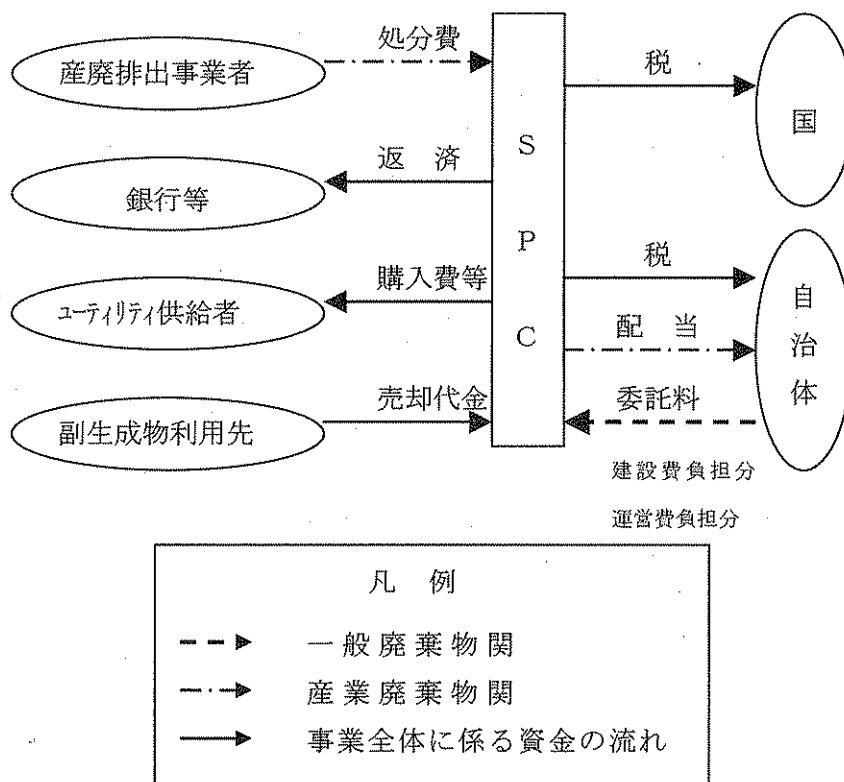 産廃排出事業者
処分費
銀行等
返　済
ユーティリティ供給者
購入費等
副生成物利用先
売却代金
S
P
C
税
国
税
配　当
委託料
建設費負担分
運営費負担分
自
治
体
凡　例
一般廃棄物関
産業廃棄物関
事業全体に係る資金の流れ